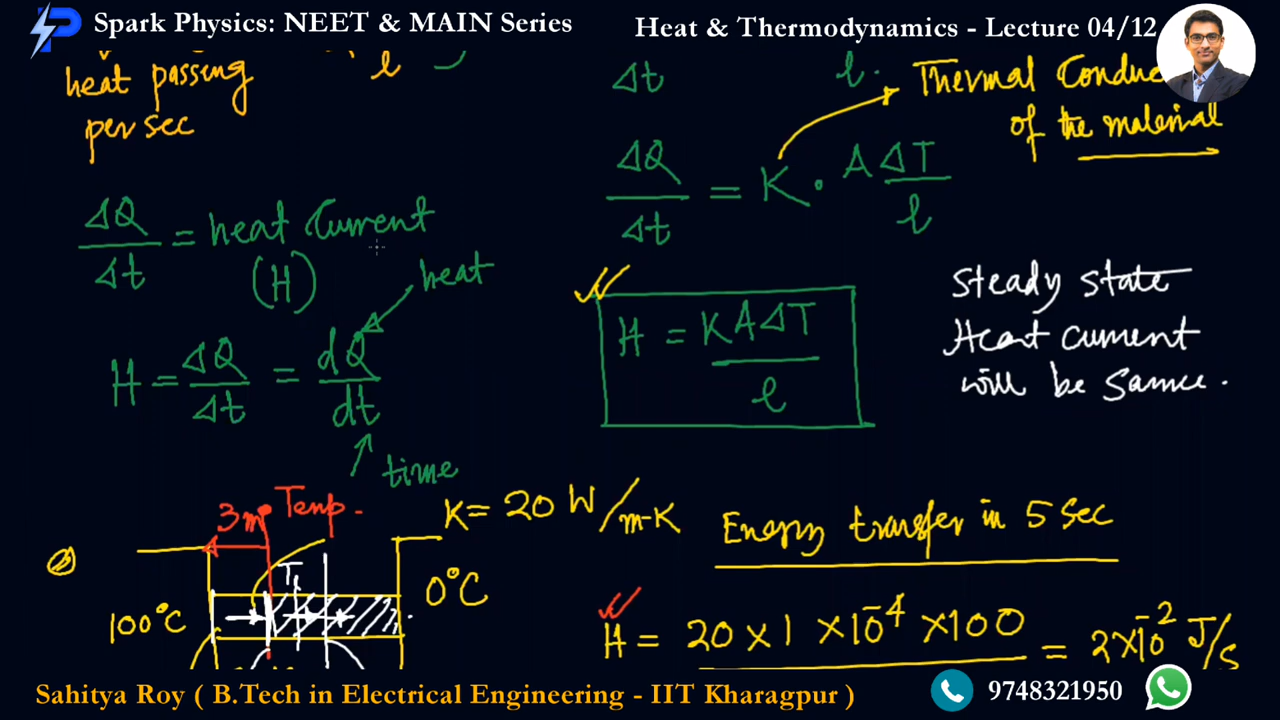 Spark Physics: NEET & MAIN Series
Heat & Thermodynamics - Lecture 04/12
heat passing
per sec
l
Δt
l
Thermal
of the material
ΔQ/Δt = K · A ΔT/l
ΔQ/Δt = heat Current
(H)
heat
H = ΔQ/Δt = dQ/dt
time
H = KAΔT/l
Steady state
Heat current
will be same.
3m Temp.
K = 20 W/m-K
Energy transfer in 5 sec
100°C
T
0°C
H = 20 × 1 × 10⁻⁴ × 100 = 2×10⁻² J/s
Sahitya Roy ( B.Tech in Electrical Engineering - IIT Kharagpur )
9748321950